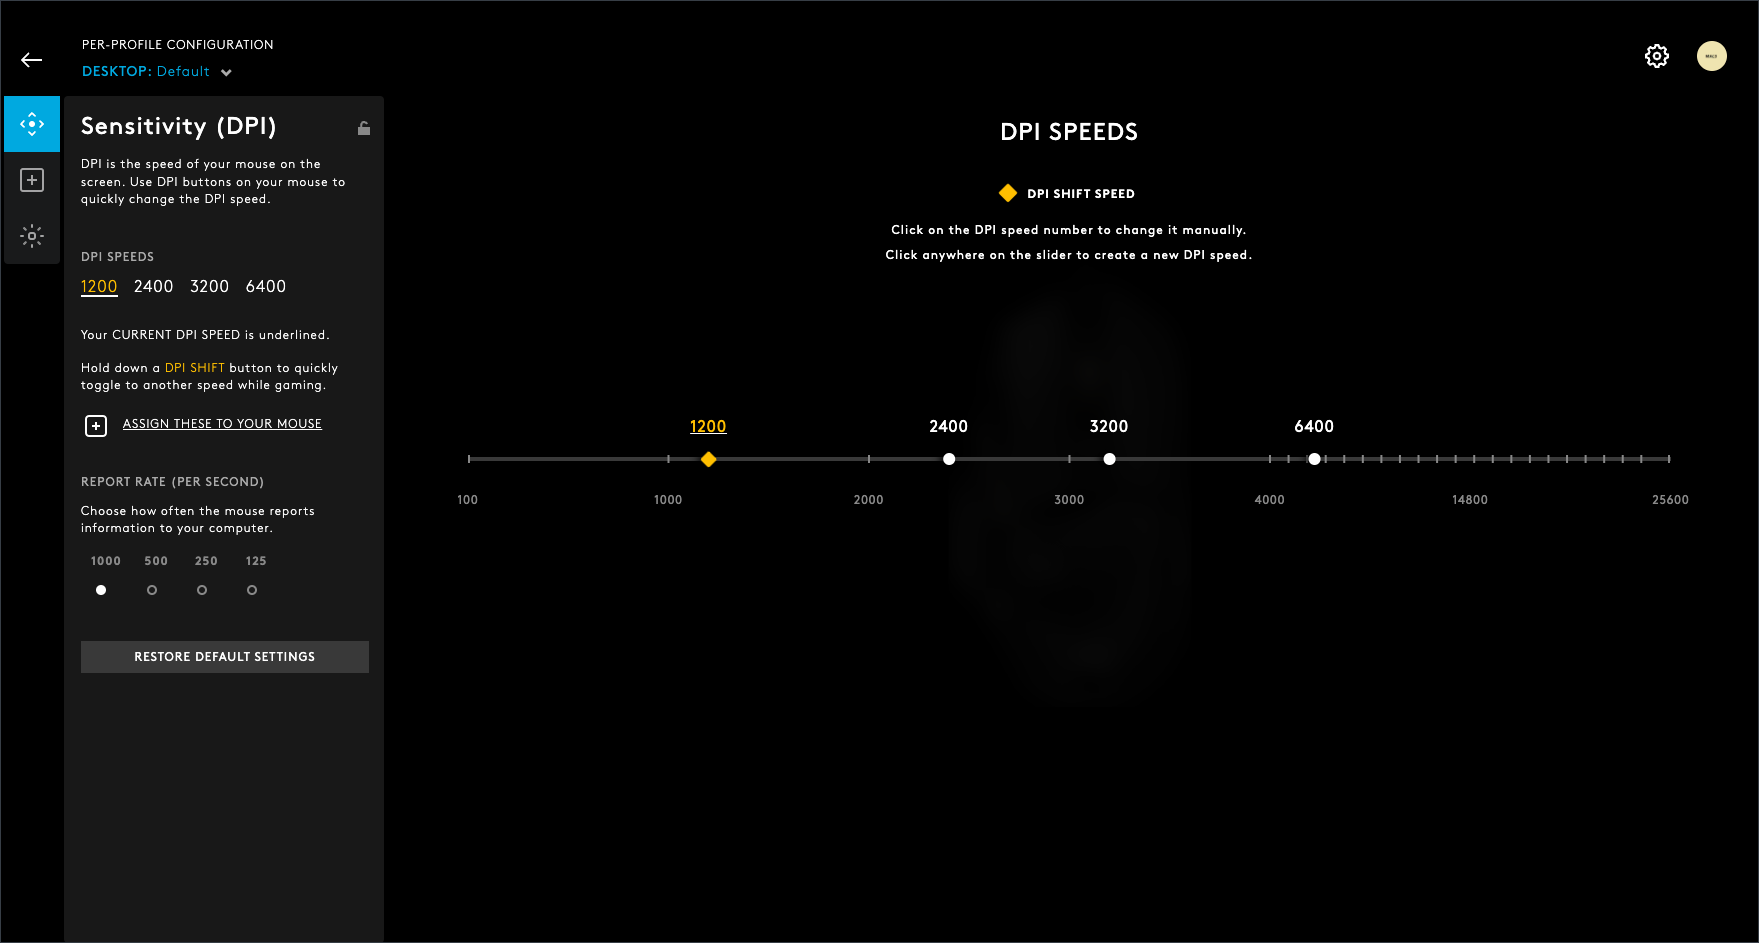 PER-PROFILE CONFIGURATION
DESKTOP: Default
Sensitivity (DPI)
DPI is the speed of your mouse on the
screen. Use DPI buttons on your mouse to
quickly change the DPI speed.
DPI SPEEDS
1200 2400 3200 6400
Your CURRENT DPI SPEED is underlined.
Hold down a DPI SHIFT button to quickly
toggle to another speed while gaming.
ASSIGN THESE TO YOUR MOUSE
REPORT RATE (PER SECOND)
Choose how often the mouse reports
information to your computer.
1000 500 250 125
RESTORE DEFAULT SETTINGS
DPI SPEEDS
DPI SHIFT SPEED
Click on the DPI speed number to change it manually.
Click anywhere on the slider to create a new DPI speed.
1200 2400 3200 6400
100 1000 2000 3000 4000 14800 25600